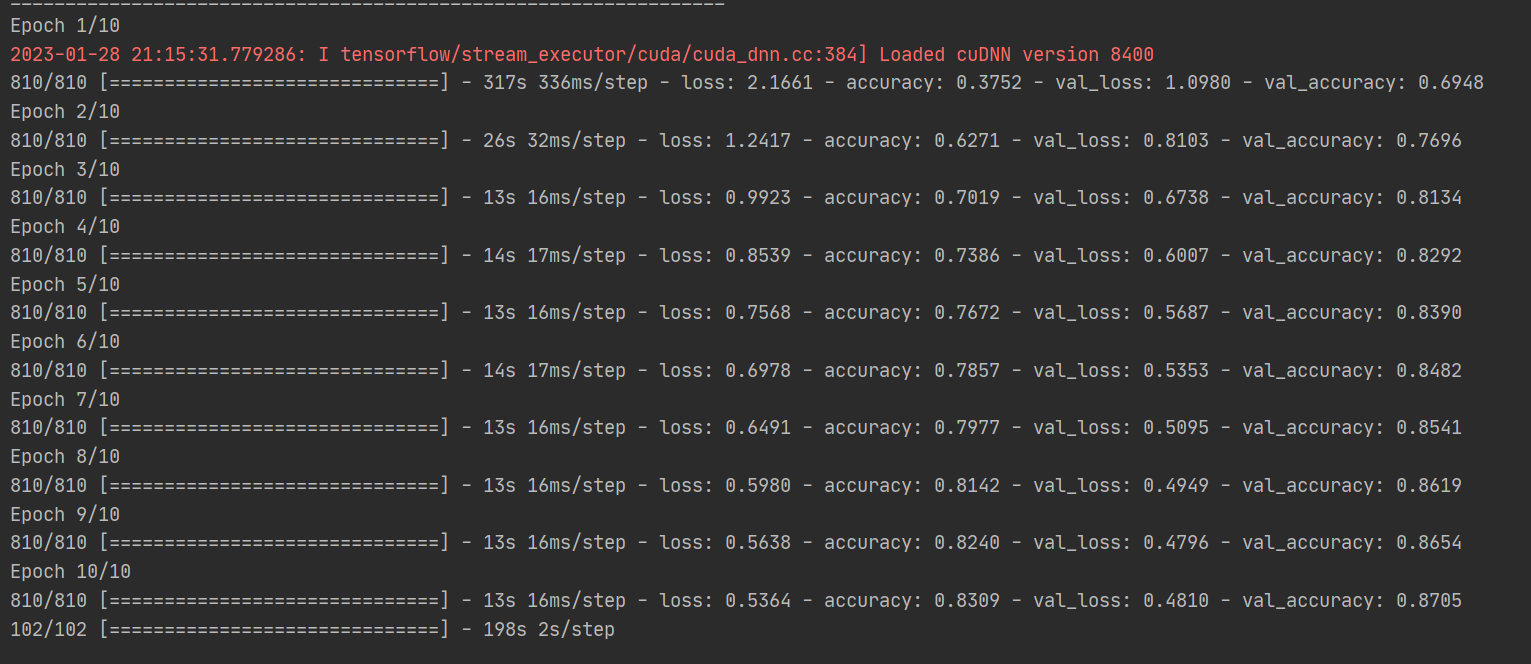 _________________________________________________________________
Epoch 1/10
2023-01-28 21:15:31.779286: I tensorflow/stream_executor/cuda/cuda_dnn.cc:384] Loaded cuDNN version 8400
810/810 [==============================] - 317s 336ms/step - loss: 2.1661 - accuracy: 0.3752 - val_loss: 1.0980 - val_accuracy: 0.6948
Epoch 2/10
810/810 [==============================] - 26s 32ms/step - loss: 1.2417 - accuracy: 0.6271 - val_loss: 0.8103 - val_accuracy: 0.7696
Epoch 3/10
810/810 [==============================] - 13s 16ms/step - loss: 0.9923 - accuracy: 0.7019 - val_loss: 0.6738 - val_accuracy: 0.8134
Epoch 4/10
810/810 [==============================] - 14s 17ms/step - loss: 0.8539 - accuracy: 0.7386 - val_loss: 0.6007 - val_accuracy: 0.8292
Epoch 5/10
810/810 [==============================] - 13s 16ms/step - loss: 0.7568 - accuracy: 0.7672 - val_loss: 0.5687 - val_accuracy: 0.8390
Epoch 6/10
810/810 [==============================] - 14s 17ms/step - loss: 0.6978 - accuracy: 0.7857 - val_loss: 0.5353 - val_accuracy: 0.8482
Epoch 7/10
810/810 [==============================] - 13s 16ms/step - loss: 0.6491 - accuracy: 0.7977 - val_loss: 0.5095 - val_accuracy: 0.8541
Epoch 8/10
810/810 [==============================] - 13s 16ms/step - loss: 0.5980 - accuracy: 0.8142 - val_loss: 0.4949 - val_accuracy: 0.8619
Epoch 9/10
810/810 [==============================] - 13s 16ms/step - loss: 0.5638 - accuracy: 0.8240 - val_loss: 0.4796 - val_accuracy: 0.8654
Epoch 10/10
810/810 [==============================] - 13s 16ms/step - loss: 0.5364 - accuracy: 0.8309 - val_loss: 0.4810 - val_accuracy: 0.8705
102/102 [==============================] - 198s 2s/step